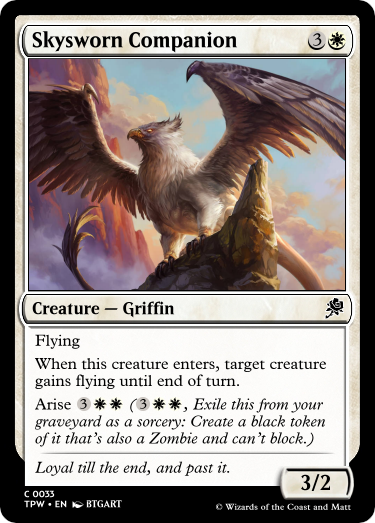 Skysworn Companion 3
Creature — Griffin
Flying
When this creature enters, target creature
gains flying until end of turn.
Arise 3 (3, Exile this from your
graveyard as a sorcery: Create a black token
of it that's also a Zombie and can't block.)
Loyal till the end, and past it.
3/2
C 0033
TPW • EN BTGART
© Wizards of the Coast and Matt